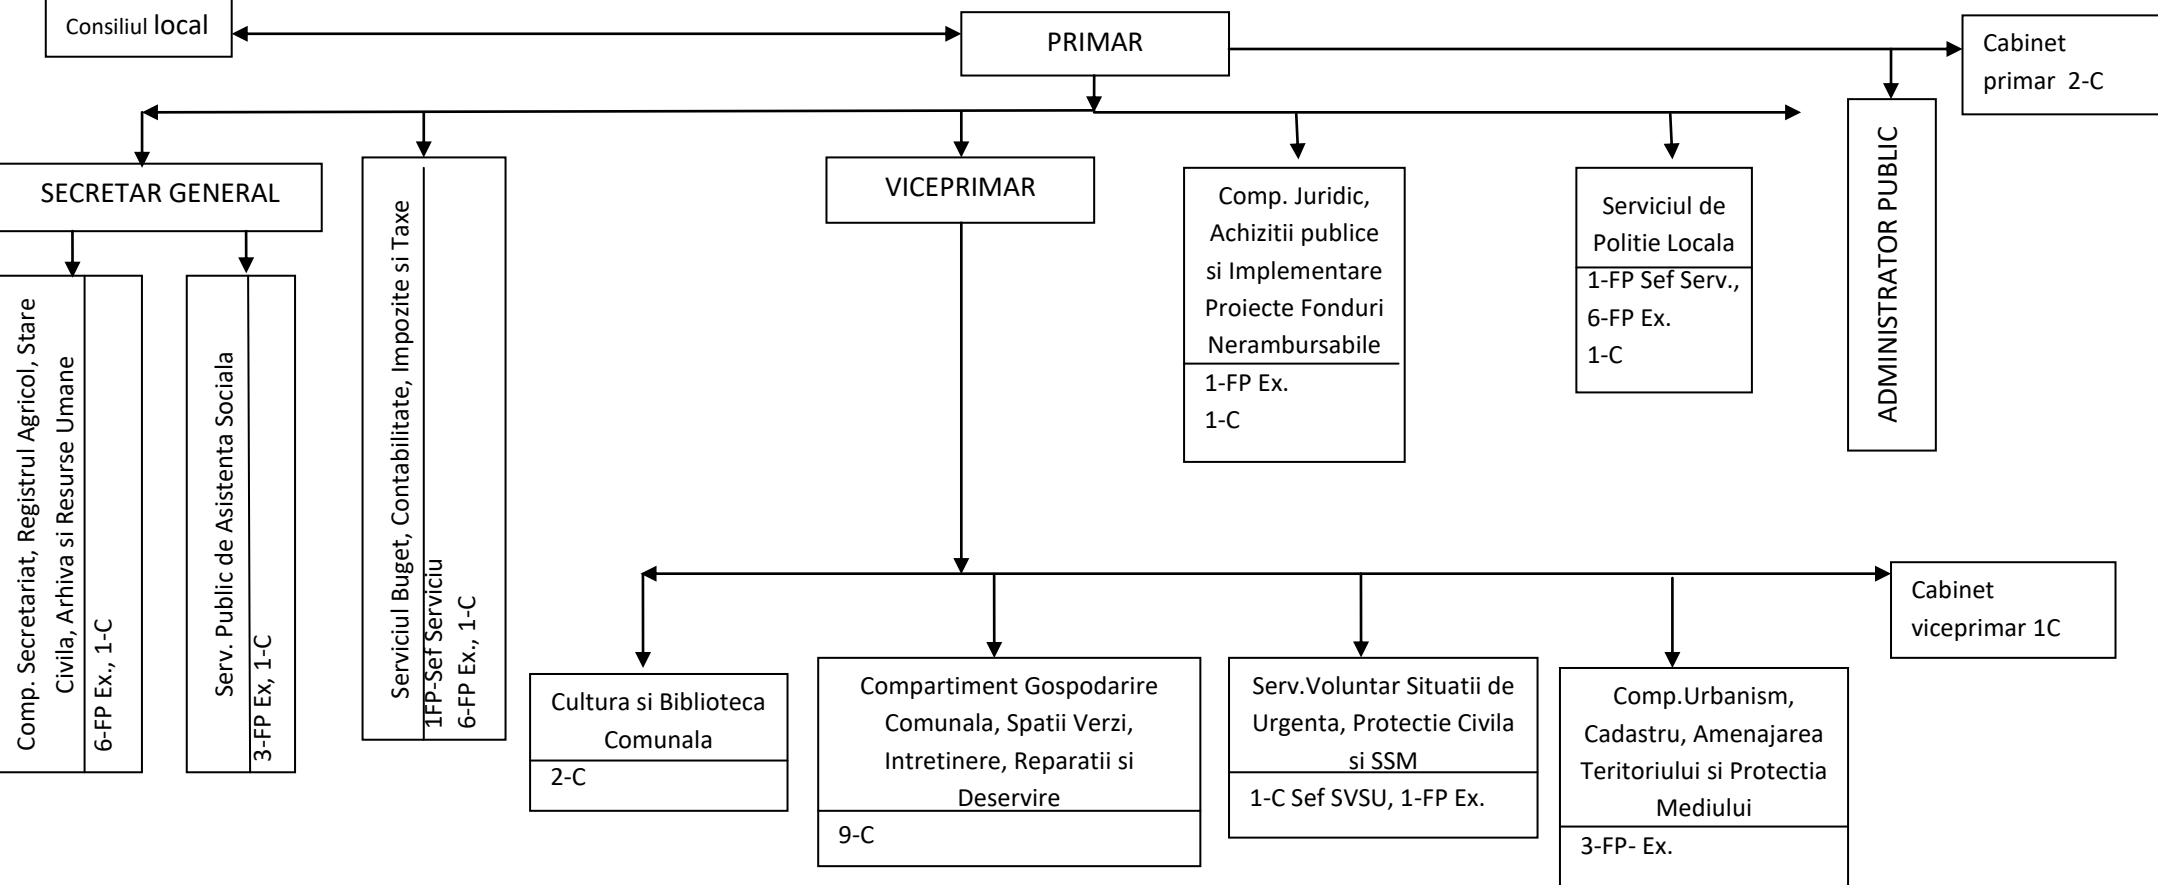 Consiliul local
PRIMAR
Cabinet
primar  2-C
SECRETAR GENERAL
Serviciul Buget, Contabilitate, Impozite si Taxe
1FP-Sef Serviciu
6-FP Ex., 1-C
VICEPRIMAR
Comp. Juridic,
Achizitii publice
si Implementare
Proiecte Fonduri
Nerambursabile
1-FP Ex.
1-C
Serviciul de
Politie Locala
1-FP Sef Serv.,
6-FP Ex.
1-C
ADMINISTRATOR PUBLIC
Comp. Secretariat, Registrul Agricol, Stare
Civila, Arhiva si Resurse Umane
6-FP Ex., 1-C
Serv. Public de Asistenta Sociala
3-FP Ex, 1-C
Cabinet
viceprimar 1C
Cultura si Biblioteca
Comunala
2-C
Compartiment Gospodarire
Comunala, Spatii Verzi,
Intretinere, Reparatii si
Deservire
9-C
Serv.Voluntar Situatii de
Urgenta, Protectie Civila
si SSM
1-C Sef SVSU, 1-FP Ex.
Comp.Urbanism,
Cadastru, Amenajarea
Teritoriului si Protectia
Mediului
3-FP- Ex.